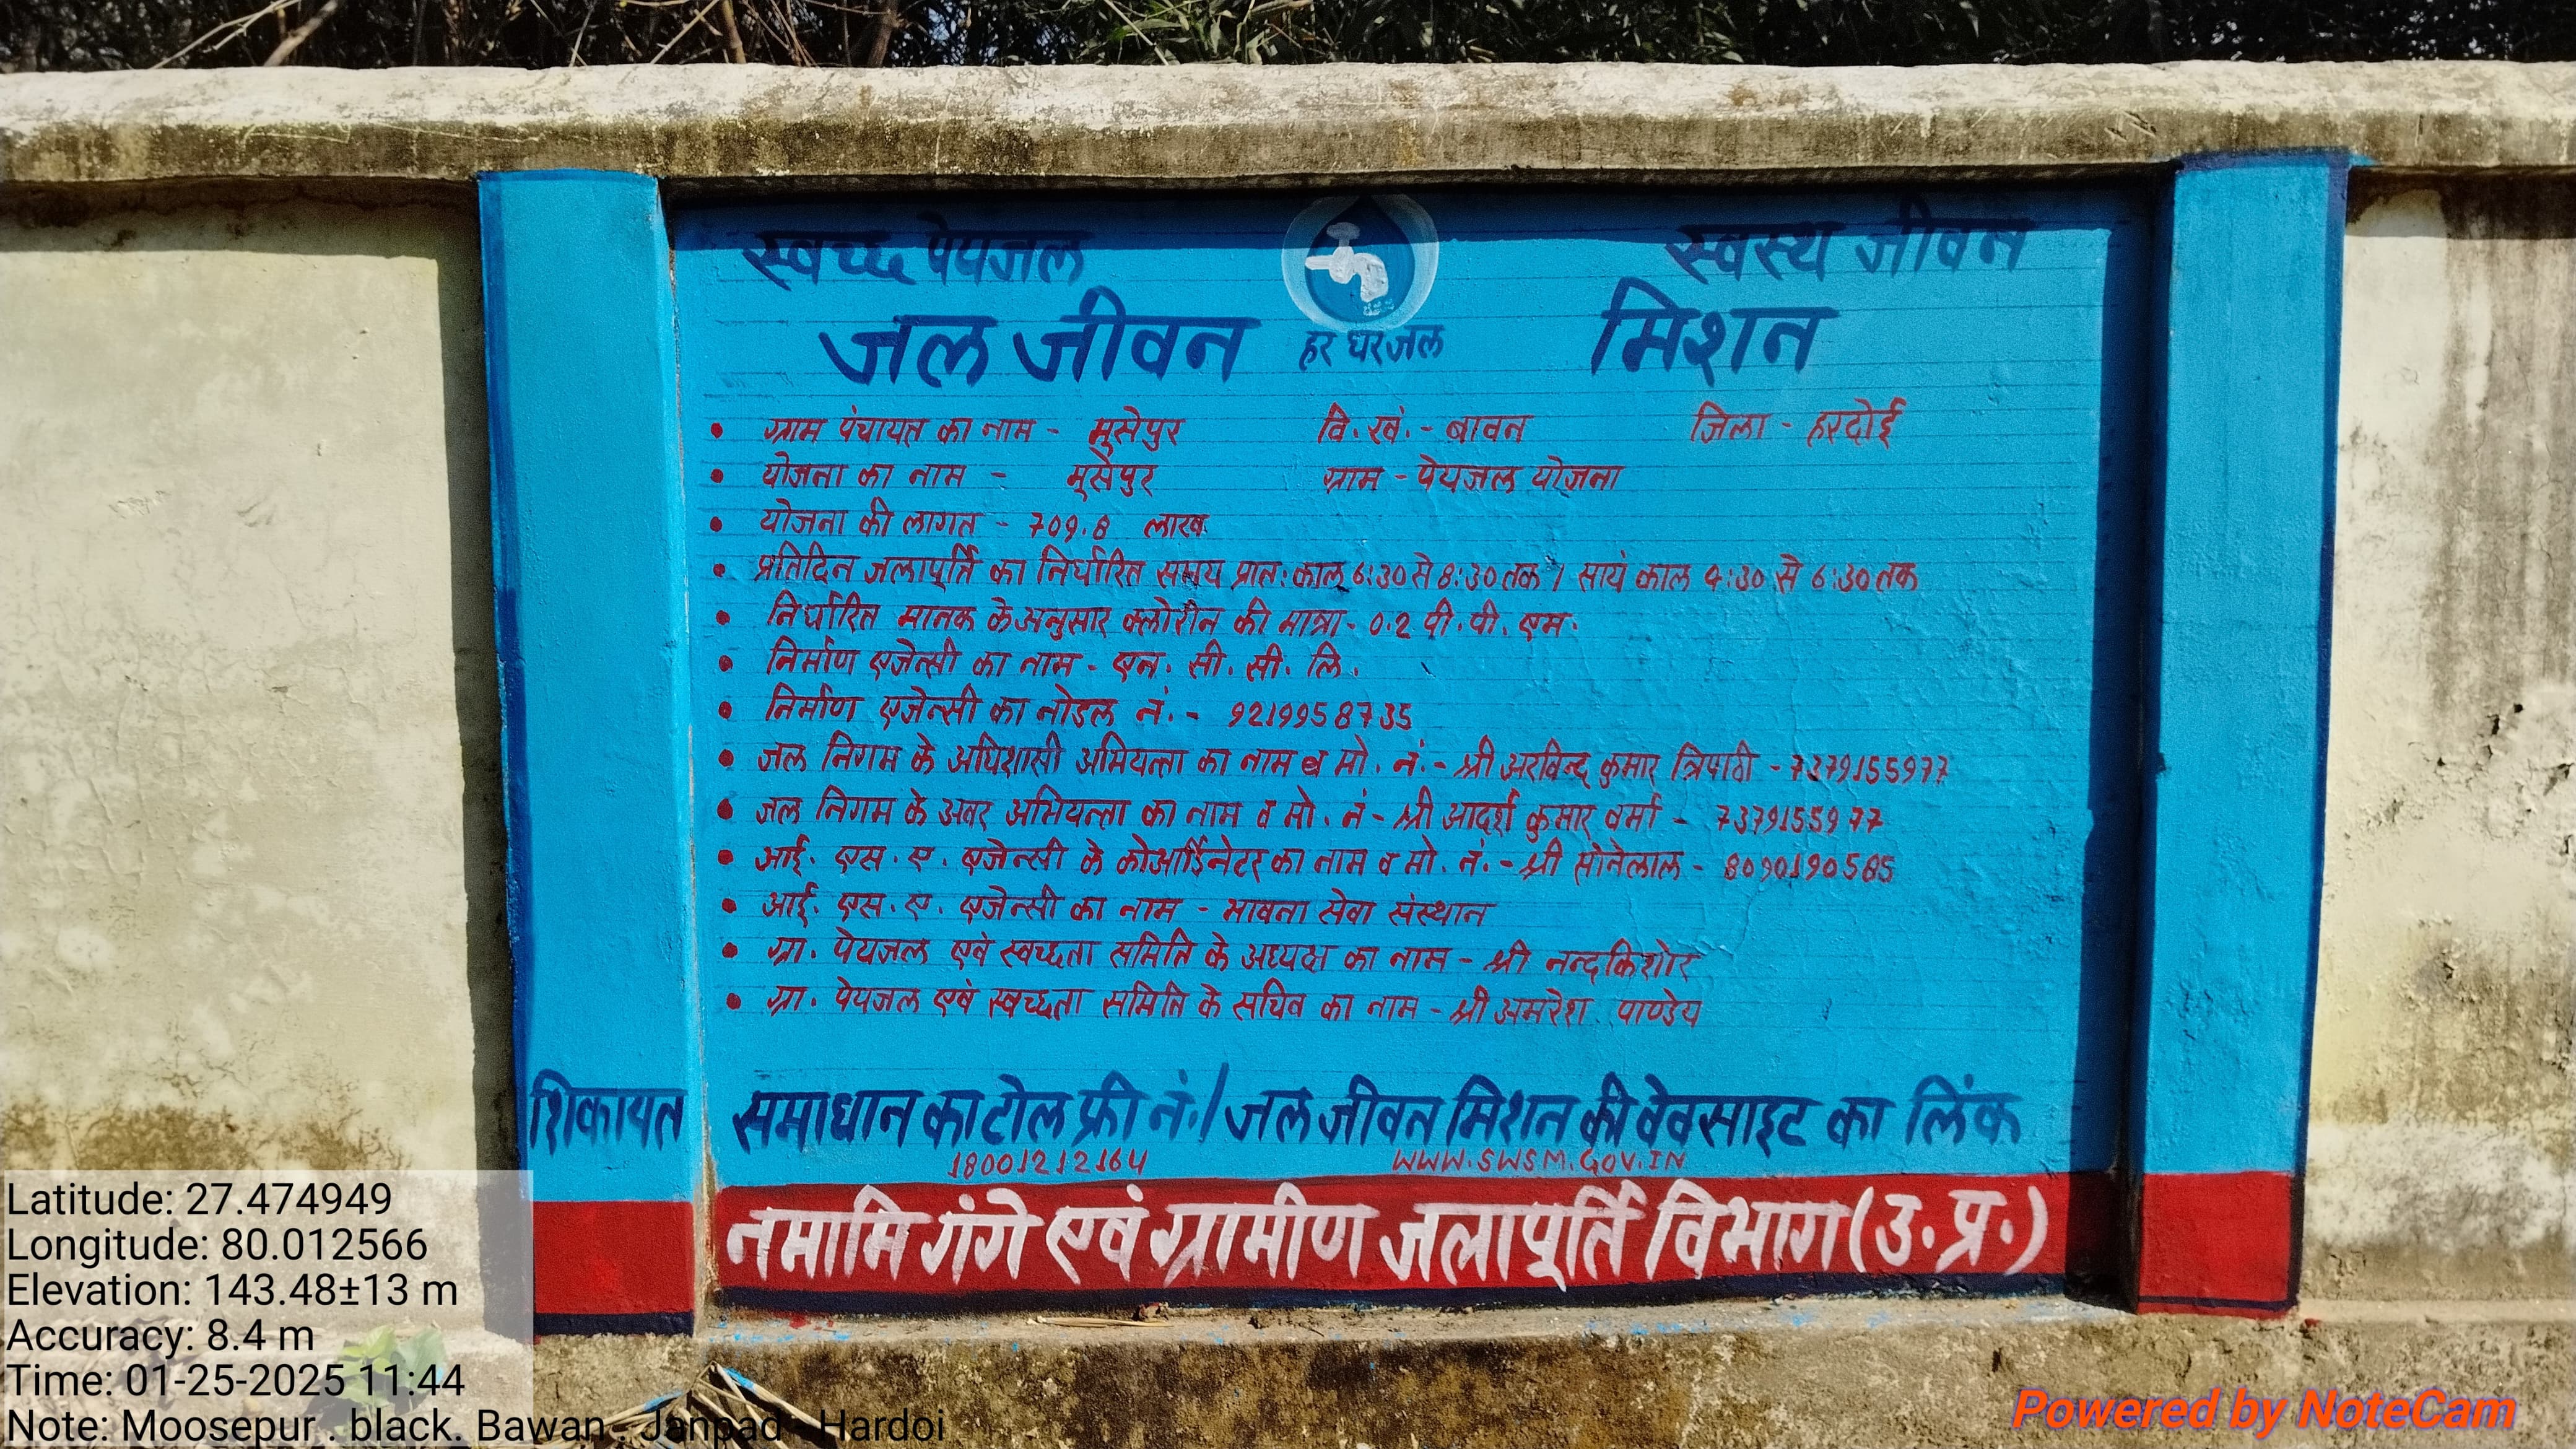 स्वच्छ पेयजल स्वस्थ जीवन
जल जीवन हर घर जल मिशन
• ग्राम पंचायत का नाम - मूसेपुर वि.खं.- बावन जिला - हरदोई
• योजना का नाम - मूसेपुर ग्राम - पेयजल योजना
• योजना की लागत - 709.8 लाख
• प्रतिदिन जलापूर्ति का निर्धारित समय प्रात:काल 6:30 से 8:30 तक / सायं काल 4:30 से 6:30 तक
• निर्धारित मानक के अनुसार क्लोरीन की मात्रा - 0.2 पी.पी. एम.
• निर्माण एजेन्सी का नाम - एन. सी. सी. लि.
• निर्माण एजेन्सी का नोडल नं. - 9219958735
• जल निगम के अधिशासी अभियन्ता का नाम व मो. नं.- श्री अरविन्द कुमार त्रिपाठी - 7379155977
• जल निगम के अवर अभियन्ता का नाम व मो. नं - श्री आदर्श कुमार वर्मा - 7379155977
• आई. एस. ए. एजेन्सी के कोआर्डिनेटर का नाम व मो. नं. - श्री सोनेलाल - 8090190585
• आई. एस. ए. एजेन्सी का नाम - भावना सेवा संस्थान
• ग्रा. पेयजल एवं स्वच्छता समिति के अध्यक्ष का नाम - श्री नन्दकिशोर
• ग्रा. पेयजल एवं स्वच्छता समिति के सचिव का नाम - श्री अमरेश पाण्डेय
शिकायत समाधान का टोल फ्री नं./जल जीवन मिशन की वेवसाइट का लिंक
18001212164 WWW.SWSM.GOV.IN
नमामि गंगे एवं ग्रामीण जलापूर्ति विभाग (उ.प्र.)
Latitude: 27.474949
Longitude: 80.012566
Elevation: 143.48±13 m
Accuracy: 8.4 m
Time: 01-25-2025 11:44
Note: Moosepur . black. Bawan - Janpad - Hardoi
Powered by NoteCam